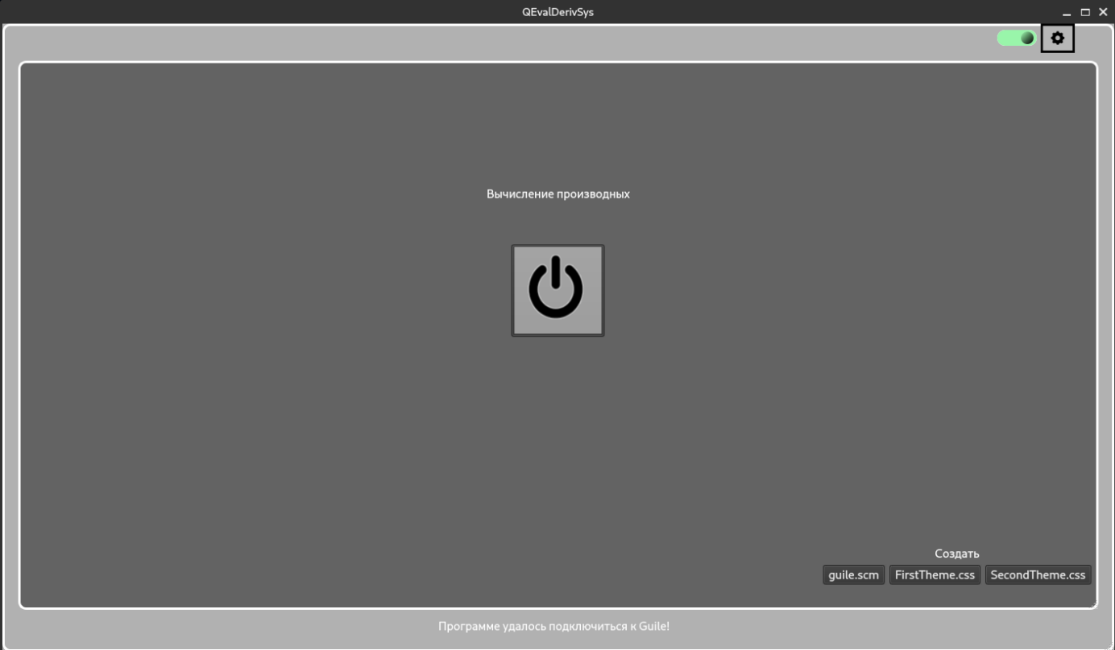 QEvalDerivSys
Вычисление производных
Создать
guile.scm FirstTheme.css SecondTheme.css
Программе удалось подключиться к Guile!